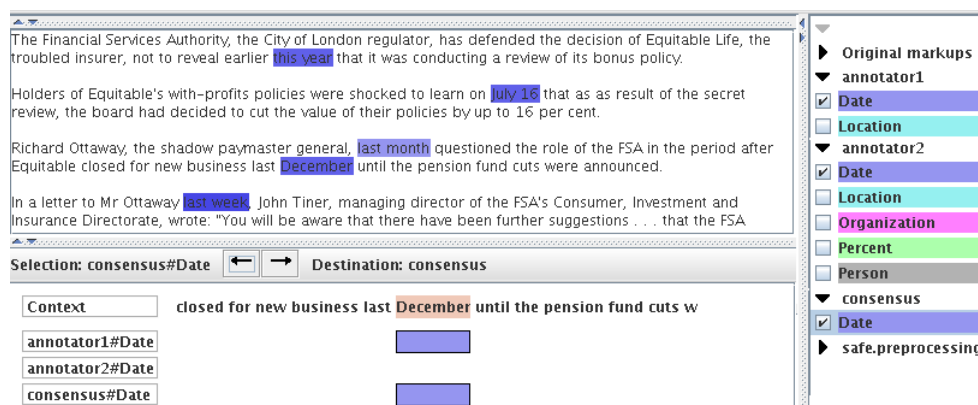 The Financial Services Authority, the City of London regulator, has defended the decision of Equitable Life, the
troubled insurer, not to reveal earlier this year that it was conducting a review of its bonus policy.
Holders of Equitable's with-profits policies were shocked to learn on July 16 that as as result of the secret
review, the board had decided to cut the value of their policies by up to 16 per cent.
Richard Ottaway, the shadow paymaster general, last month questioned the role of the FSA in the period after
Equitable closed for new business last December until the pension fund cuts were announced.
In a letter to Mr Ottaway last week, John Tiner, managing director of the FSA's Consumer, Investment and
Insurance Directorate, wrote: "You will be aware that there have been further suggestions . . . that the FSA
Selection: consensus#Date Destination: consensus
Context closed for new business last December until the pension fund cuts w
annotator1#Date
annotator2#Date
consensus#Date
Original markups
annotator1
Date
Location
annotator2
Date
Location
Organization
Percent
Person
consensus
Date
safe.preprocessing